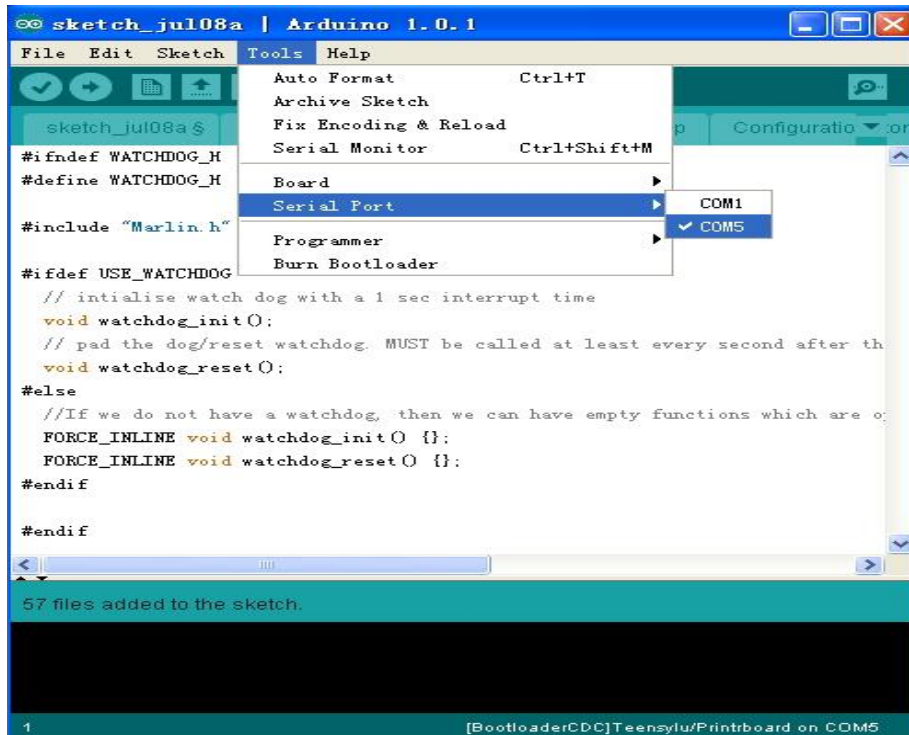 sketch_jul08a | Arduino 1.0.1
File Edit Sketch Tools Help
Auto Format Ctrl+T
Archive Sketch
Fix Encoding & Reload
Serial Monitor Ctrl+Shift+M
Board
Serial Port
COM1
COM5
Programmer
Burn Bootloader
sketch_jul08a §
p
Configuratio
or
#ifndef WATCHDOG_H
#define WATCHDOG_H
#include "Marlin.h"
#ifdef USE_WATCHDOG
// intialise watch dog with a 1 sec interrupt time
void watchdog_init();
// pad the dog/reset watchdog. MUST be called at least every second after th
void watchdog_reset();
#else
//If we do not have a watchdog, then we can have empty functions which are o
FORCE_INLINE void watchdog_init() {};
FORCE_INLINE void watchdog_reset() {};
#endif
#endif
57 files added to the sketch.
1
[BootloaderCDC]Teensylu/Printrboard on COM5